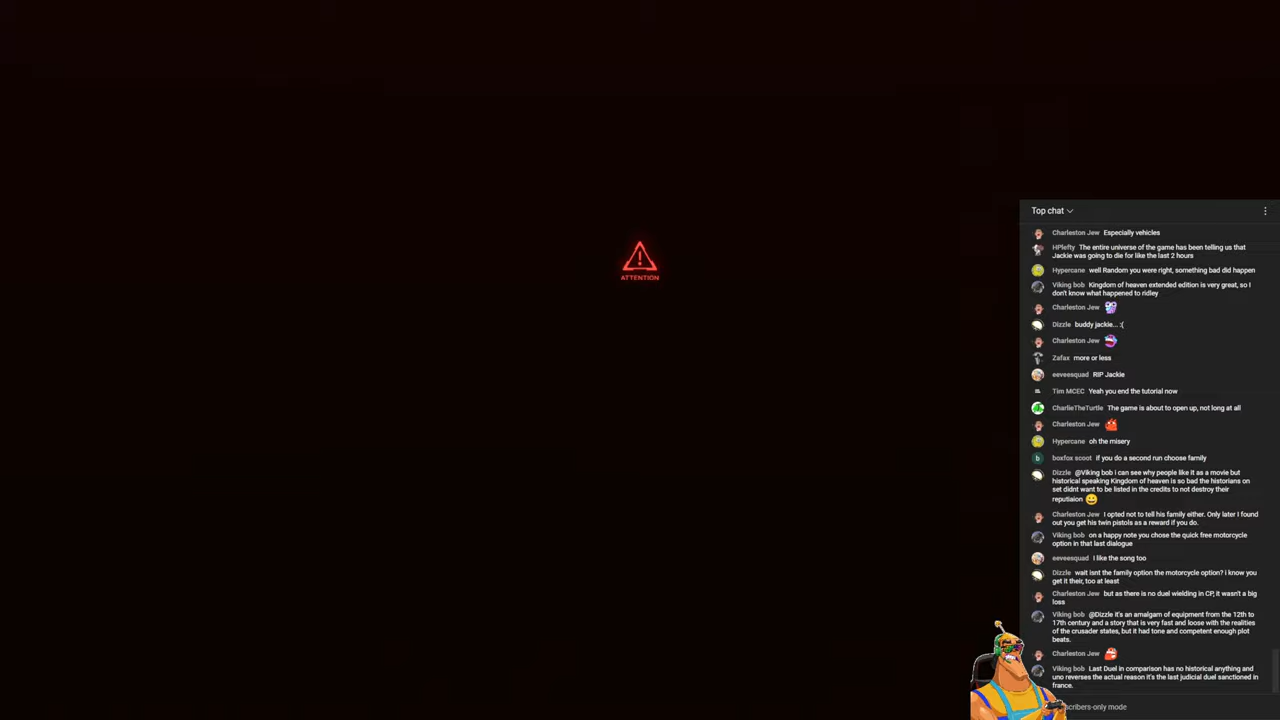 ATTENTION
Top chat
Charleston Jew Especially vehicles
HPlefty The entire universe of the game has been telling us that
Jackie was going to die for like the last 2 hours
Hypercane well Random you were right, something bad did happen
Viking bob Kingdom of heaven extended edition is very great, so I
don't know what happened to ridley
Charleston Jew
Dizzle buddy jackie... :(
Charleston Jew
Zafax more or less
eeveesquad RIP Jackie
Tim MCEC Yeah you end the tutorial now
CharlieTheTurtle The game is about to open up, not long at all
Charleston Jew
Hypercane oh the misery
b boxfox scoot if you do a second run choose family
Dizzle @Viking bob i can see why people like it as a movie but
historical speaking Kingdom of heaven is so bad the historians on
set didnt want to be listed in the credits to not destroy their
reputiaion
Charleston Jew I opted not to tell his family either. Only later I found
out you get his twin pistols as a reward if you do.
Viking bob on a happy note you chose the quick free motorcycle
option in that last dialogue
eeveesquad I like the song too
Dizzle wait isnt the family option the motorcycle option? i know you
get it their, too at least
Charleston Jew but as there is no duel wielding in CP, it wasn't a big
loss
Viking bob @Dizzle it's an amalgam of equipment from the 12th to
17th century and a story that is very fast and loose with the realities
of the crusader states, but it had tone and competent enough plot
beats.
Charleston Jew
Viking bob Last Duel in comparison has no historical anything and
uno reverses the actual reason it's the last judicial duel sanctioned in
france.
scribers-only mode